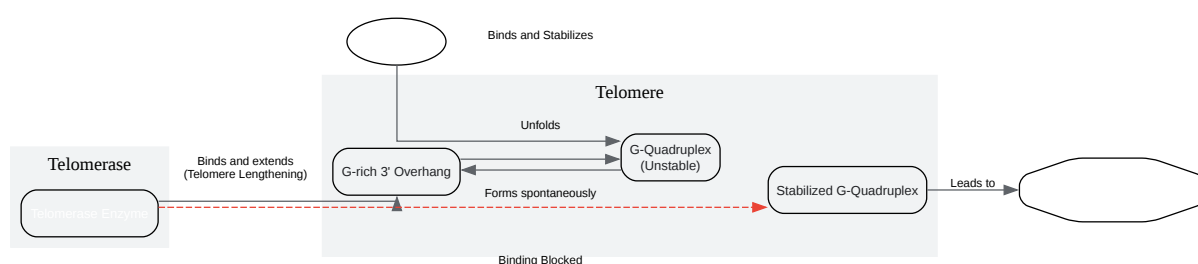 Binds and Stabilizes
Telomere
Unfolds
G-Quadruplex
(Unstable)
Telomerase
Binds and extends
(Telomere Lengthening)
G-rich 3' Overhang
Forms spontaneously
Stabilized G-Quadruplex
Leads to
Telomerase Enzyme
Binding Blocked